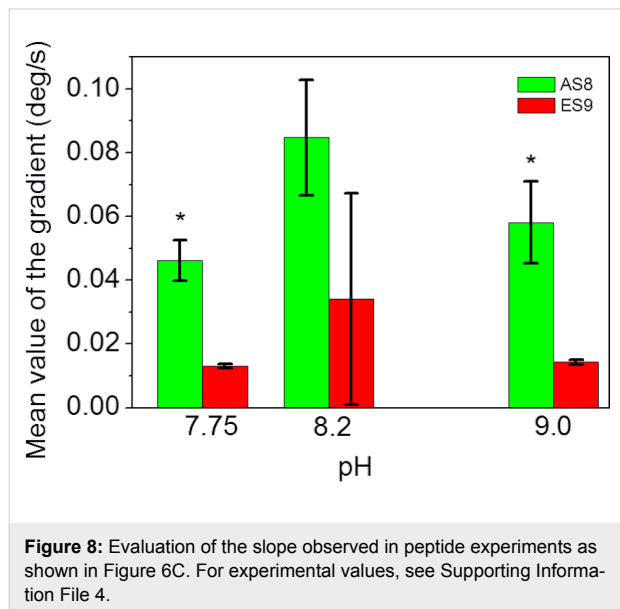 Mean value of the gradient (deg/s)
0.10
0.08
0.06
0.04
0.02
0.00
AS8
ES9
*
*
7.75
8.2
9.0
pH
Figure 8: Evaluation of the slope observed in peptide experiments as
shown in Figure 6C. For experimental values, see Supporting Informa-
tion File 4.